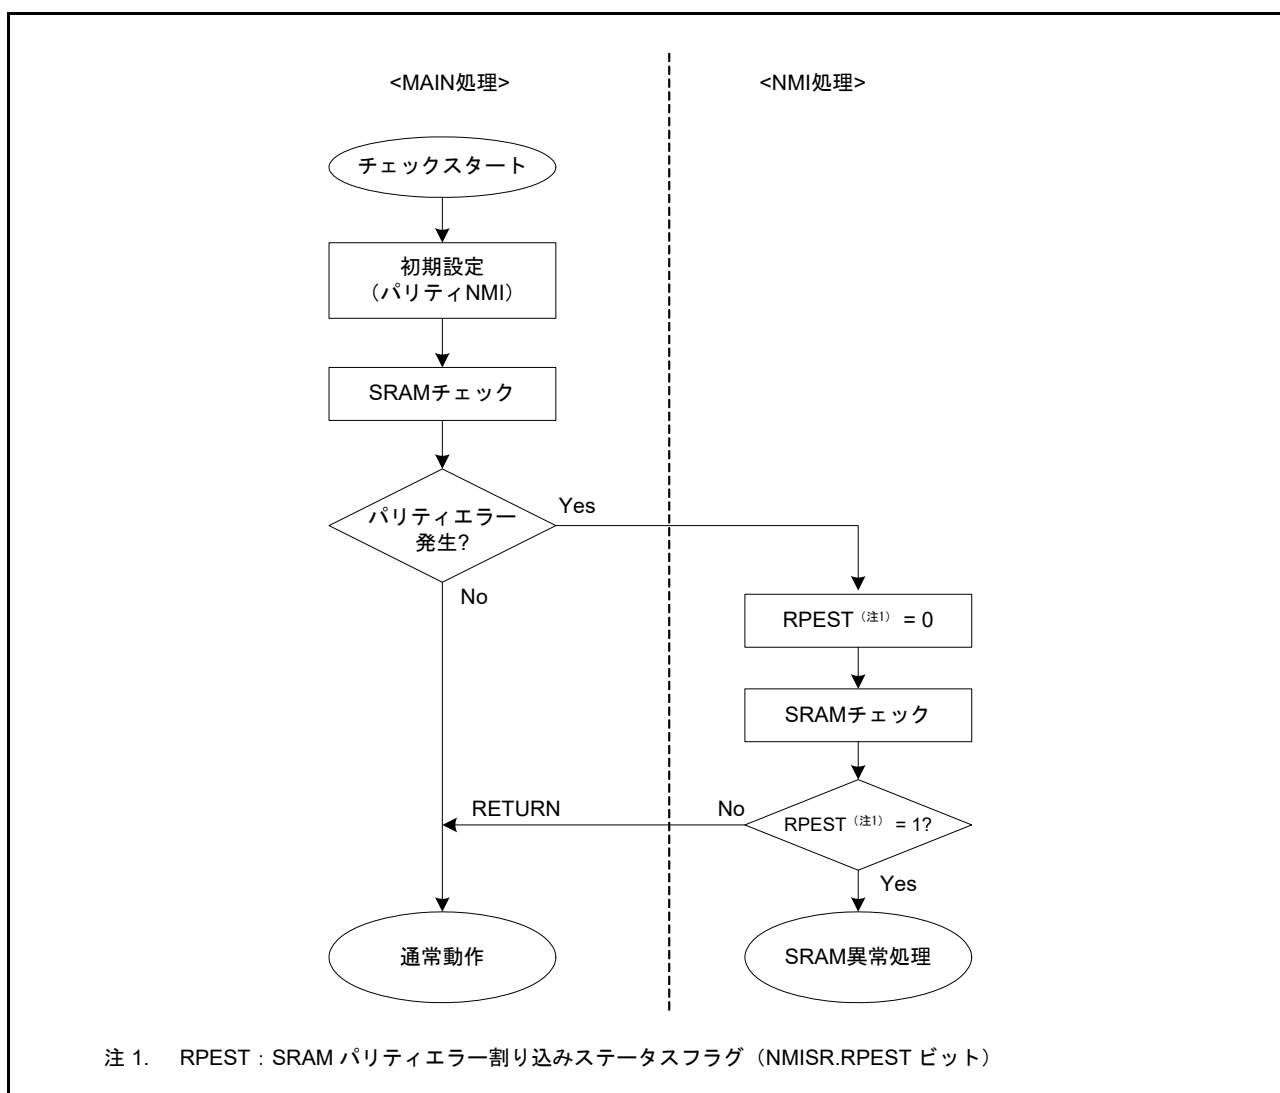 <MAIN処理>
<NMI処理>
チェックスタート
初期設定
（パリティNMI）
SRAMチェック
パリティエラー
発生?
Yes
No
RPEST（注1） = 0
SRAMチェック
RPEST（注1） = 1?
No
RETURN
Yes
通常動作
SRAM異常処理
注 1. RPEST：SRAM パリティエラー割り込みステータスフラグ（NMISR.RPEST ビット）